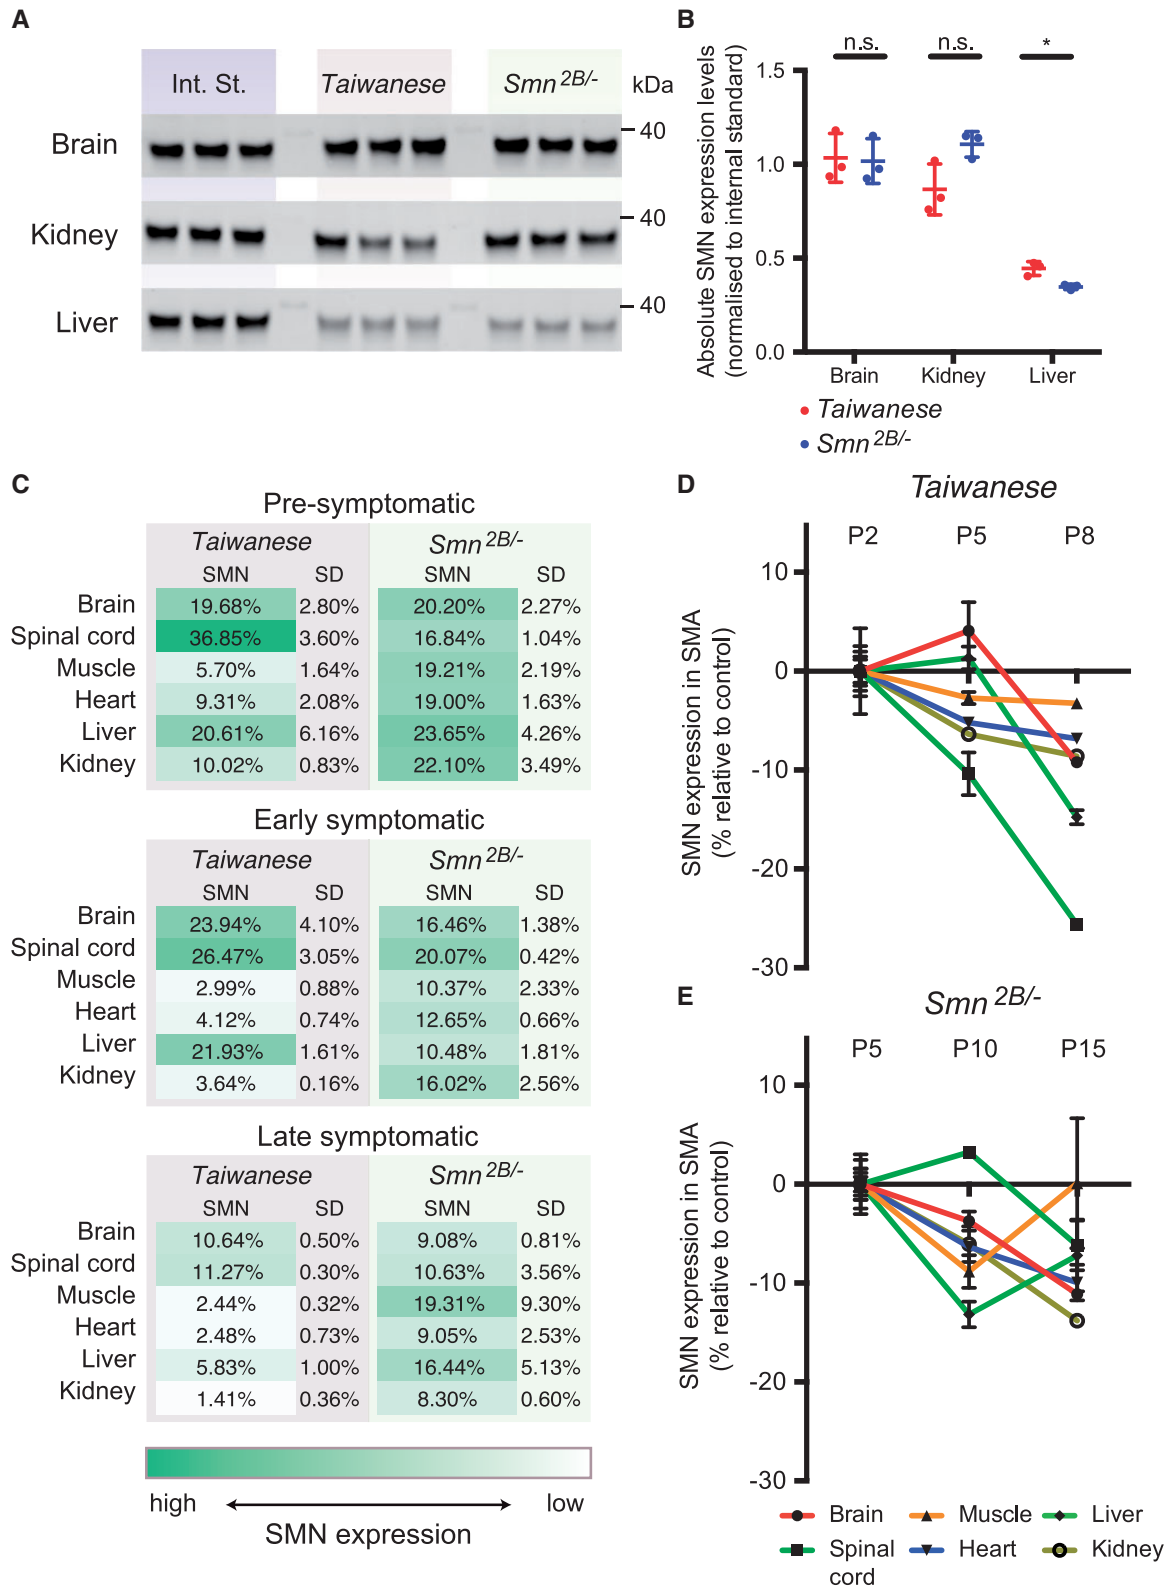 A
Int. St.
Taiwanese
Smn 2B/-
kDa
Brain
40
Kidney
40
Liver
40
B
n.s.
n.s.
*
Absolute SMN expression levels
(normalised to internal standard)
1.5
1.0
0.5
0.0
Brain
Kidney
Liver
Taiwanese
Smn 2B/-
C
Pre-symptomatic
Taiwanese
Smn 2B/-
SMN SD SMN SD
Brain 19.68% 2.80% 20.20% 2.27%
Spinal cord 36.85% 3.60% 16.84% 1.04%
Muscle 5.70% 1.64% 19.21% 2.19%
Heart 9.31% 2.08% 19.00% 1.63%
Liver 20.61% 6.16% 23.65% 4.26%
Kidney 10.02% 0.83% 22.10% 3.49%
Early symptomatic
Taiwanese
Smn 2B/-
SMN SD SMN SD
Brain 23.94% 4.10% 16.46% 1.38%
Spinal cord 26.47% 3.05% 20.07% 0.42%
Muscle 2.99% 0.88% 10.37% 2.33%
Heart 4.12% 0.74% 12.65% 0.66%
Liver 21.93% 1.61% 10.48% 1.81%
Kidney 3.64% 0.16% 16.02% 2.56%
Late symptomatic
Taiwanese
Smn 2B/-
SMN SD SMN SD
Brain 10.64% 0.50% 9.08% 0.81%
Spinal cord 11.27% 0.30% 10.63% 3.56%
Muscle 2.44% 0.32% 19.31% 9.30%
Heart 2.48% 0.73% 9.05% 2.53%
Liver 5.83% 1.00% 16.44% 5.13%
Kidney 1.41% 0.36% 8.30% 0.60%
high
low
SMN expression
D
Taiwanese
P2
P5
P8
SMN expression in SMA
(% relative to control)
10
0
-10
-20
-30
E
Smn 2B/-
P5
P10
P15
SMN expression in SMA
(% relative to control)
10
0
-10
-20
-30
Brain
Muscle
Liver
Spinal
cord
Heart
Kidney